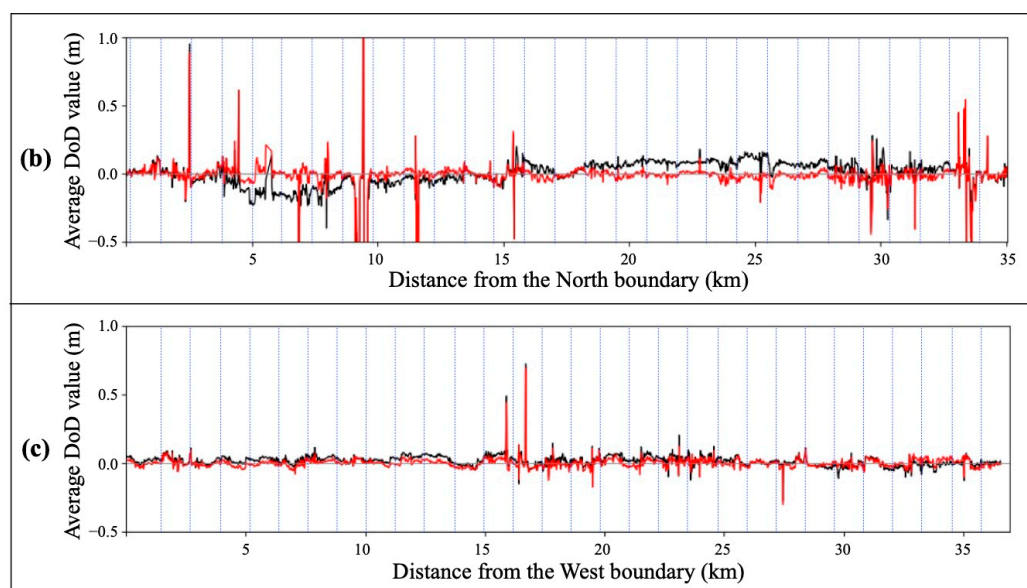 (b)
Average DoD value (m)
1.0
0.5
0.0
−0.5
5 10 15 20 25 30 35
Distance from the North boundary (km)
(c)
Average DoD value (m)
1.0
0.5
0.0
−0.5
5 10 15 20 25 30 35
Distance from the West boundary (km)